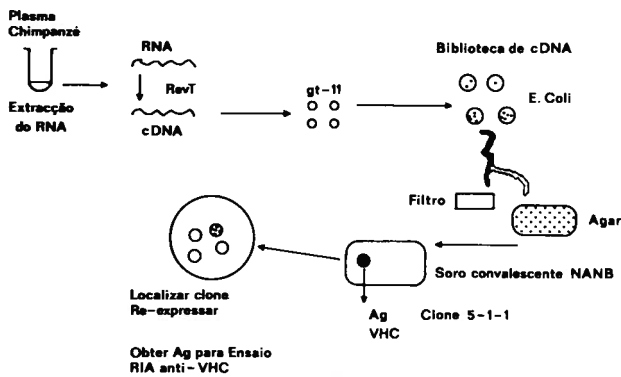 Plasma
Chimpanzé
Extracção
do RNA
RNA
RevT
cDNA
gt-11
Biblioteca de cDNA
E. Coli
Filtro
Agar
Soro convalescente NANB
Ag
VHC
Clone 5-1-1
Localizar clone
Re-expressar
Obter Ag para Ensaio
RIA anti-VHC